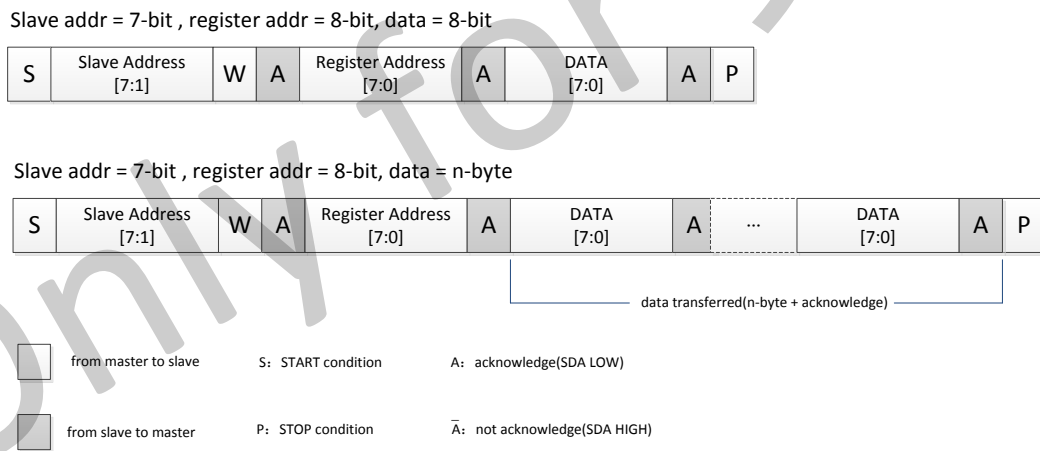 Slave addr = 7-bit , register addr = 8-bit, data = 8-bit
S Slave Address [7:1] W A Register Address [7:0] A DATA [7:0] A P
Slave addr = 7-bit , register addr = 8-bit, data = n-byte
S Slave Address [7:1] W A Register Address [7:0] A DATA [7:0] A ... DATA [7:0] A P
data transferred(n-byte + acknowledge)
from master to slave S: START condition A: acknowledge(SDA LOW)
from slave to master P: STOP condition A̅: not acknowledge(SDA HIGH)
Only for